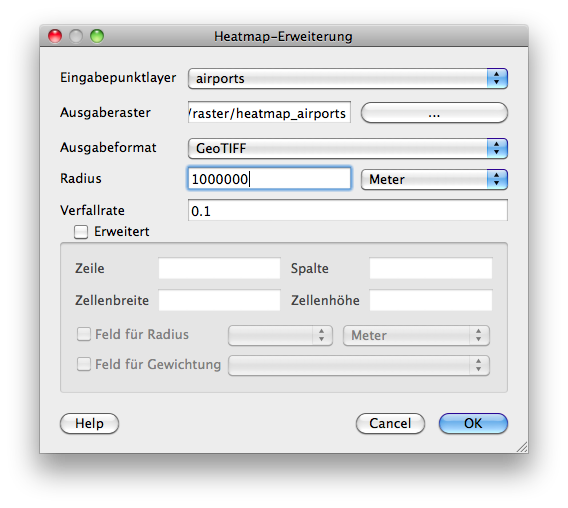 Heatmap-Erweiterung
Eingabepunktlayer airports
Ausgaberaster /raster/heatmap_airports ...
Ausgabeformat GeoTIFF
Radius 1000000 Meter
Verfallrate 0.1
Erweitert
Zeile Spalte
Zellenbreite Zellenhöhe
Feld für Radius Meter
Feld für Gewichtung
Help Cancel OK